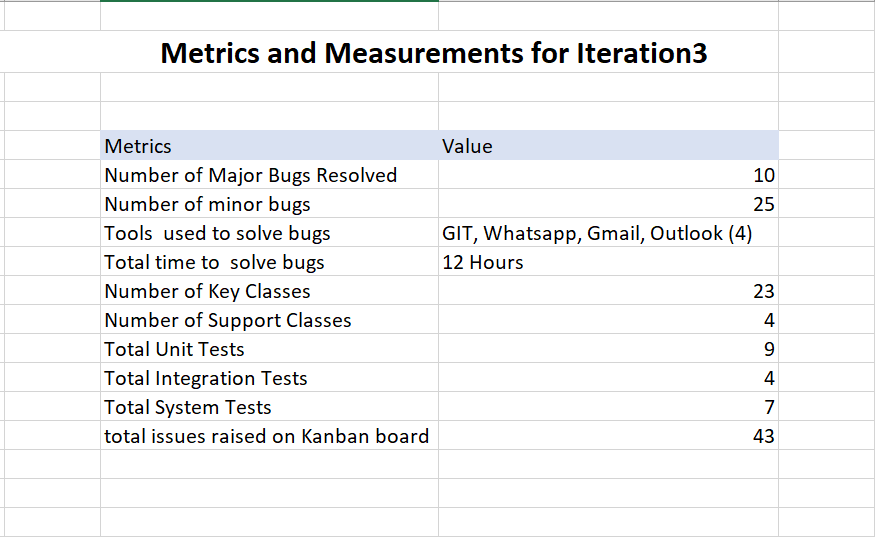 Metrics and Measurements for Iteration3
Metrics Value
Number of Major Bugs Resolved 10
Number of minor bugs 25
Tools  used to solve bugs GIT, Whatsapp, Gmail, Outlook (4)
Total time to  solve bugs 12 Hours
Number of Key Classes 23
Number of Support Classes 4
Total Unit Tests 9
Total Integration Tests 4
Total System Tests 7
total issues raised on Kanban board 43